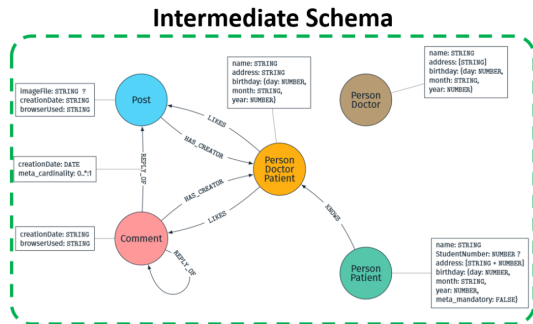 Intermediate Schema
name: STRING
address: STRING
birthday: {day: NUMBER,
month: STRING,
year: NUMBER}
name: STRING
address: [STRING]
birthday: {day: NUMBER,
month: STRING,
year: NUMBER}
imageFile: STRING ?
creationDate: STRING
browserUsed: STRING
Post
Person
Doctor
LIKES
HAS_CREATOR
creationDate: DATE
meta_cardinality: 0..*:1
REPLY_OF
Person
Doctor
Patient
HAS_CREATOR
LIKES
KNOWS
creationDate: STRING
browserUsed: STRING
Comment
REPLY_OF
Person
Patient
name: STRING
StudentNumber: NUMBER ?
address: [STRING + NUMBER]
birthday: {day: NUMBER,
month: STRING,
year: NUMBER,
meta_mandatory: FALSE}